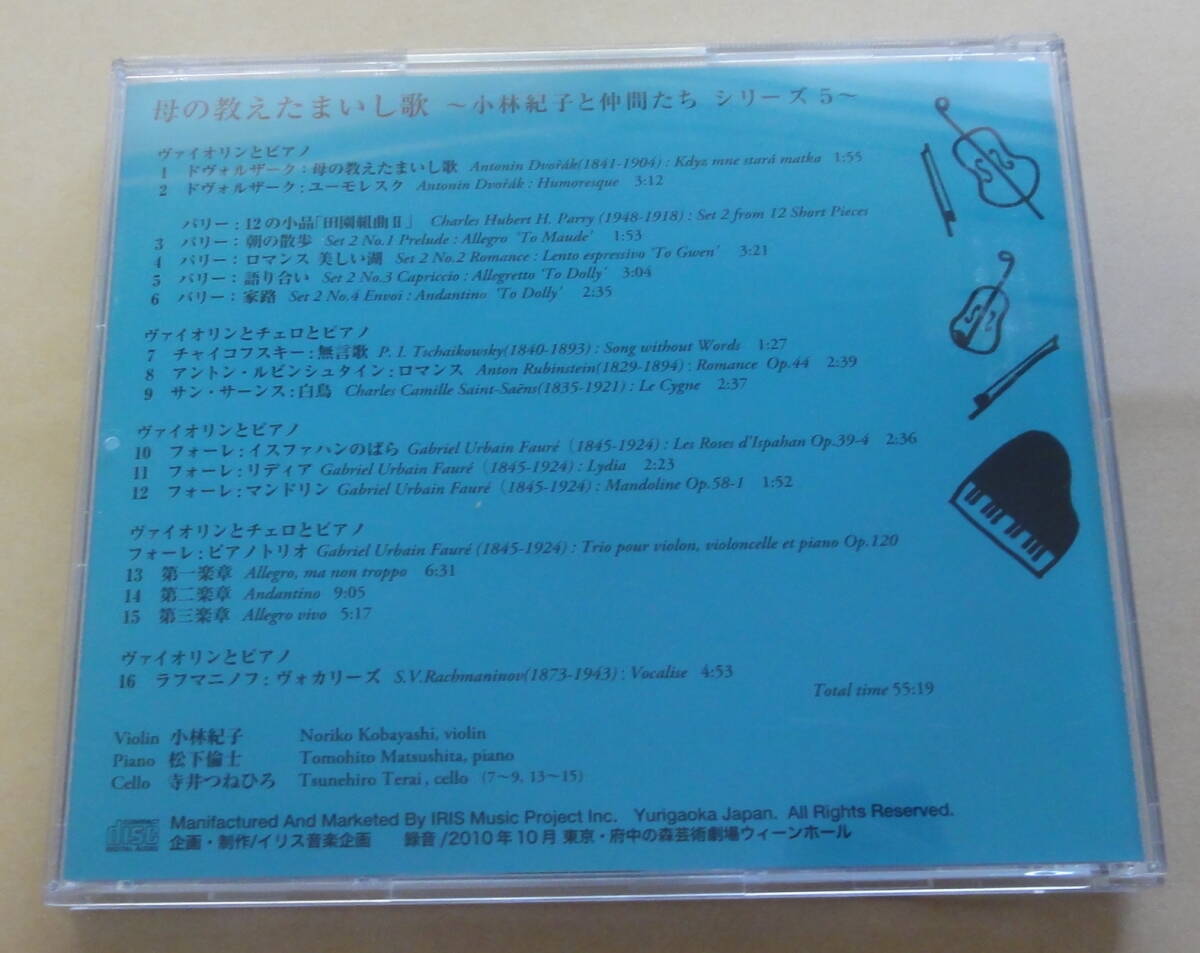 母の教えたまいし歌 ～小林紀子と仲間たち シリーズ5～
ヴァイオリンとピアノ
1 ドヴォルザーク：母の教えたまいし歌 Antonin Dvořák(1841-1904) : Kdyz mne stará matka 1:55
2 ドヴォルザーク：ユーモレスク Antonin Dvořák : Humoresque 3:12
パリー：12の小品「田園組曲Ⅱ」 Charles Hubert H. Parry (1948-1918) : Set 2 from 12 Short Pieces
3 パリー：朝の散歩 Set 2 No.1 Prelude : Allegro 'To Maude' 1:53
4 パリー：ロマンス 美しい湖 Set 2 No.2 Romance : Lento espressivo 'To Gwen' 3:21
5 パリー：語り合い Set 2 No.3 Capriccio : Allegretto 'To Dolly' 3:04
6 パリー：家路 Set 2 No.4 Envoi : Andantino 'To Dolly' 2:35
ヴァイオリンとチェロとピアノ
7 チャイコフスキー：無言歌 P. I. Tschaikowsky(1840-1893) : Song without Words 1:27
8 アントン・ルビンシュタイン：ロマンス Anton Rubinstein(1829-1894) : Romance Op.44 2:39
9 サン・サーンス：白鳥 Charles Camille Saint-Saëns(1835-1921) : Le Cygne 2:37
ヴァイオリンとピアノ
10 フォーレ：イスファハンのばら Gabriel Urbain Fauré (1845-1924) : Les Roses d'Ispahan Op.39-4 2:36
11 フォーレ：リディア Gabriel Urbain Fauré (1845-1924) : Lydia 2:23
12 フォーレ：マンドリン Gabriel Urbain Fauré (1845-1924) : Mandoline Op.58-1 1:52
ヴァイオリンとチェロとピアノ
フォーレ：ピアノトリオ Gabriel Urbain Fauré (1845-1924) : Trio pour violon, violoncelle et piano Op.120
13 第一楽章 Allegro, ma non troppo 6:31
14 第二楽章 Andantino 9:05
15 第三楽章 Allegro vivo 5:17
ヴァイオリンとピアノ
16 ラフマニノフ：ヴォカリーズ S.V.Rachmaninov(1873-1943) : Vocalise 4:53
Total time 55:19
Violin 小林紀子 Noriko Kobayashi, violin
Piano 松下倫士 Tomohito Matsushita, piano
Cello 寺井つねひろ Tsunehiro Terai, cello (7～9, 13～15)
Manifactured And Marketed By IRIS Music Project Inc. Yurigaoka Japan. All Rights Reserved.
disc DIGITAL AUDIO 企画・制作/イリス音楽企画 録音/2010年10月 東京・府中の森芸術劇場ウィーンホール